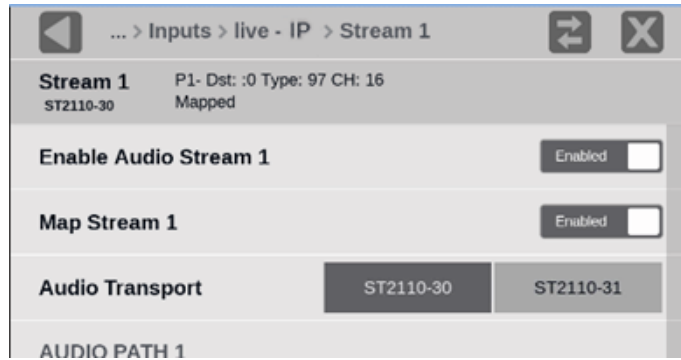 ... > Inputs > live - IP > Stream 1
Stream 1 P1- Dst: :0 Type: 97 CH: 16
ST2110-30 Mapped
Enable Audio Stream 1 Enabled
Map Stream 1 Enabled
Audio Transport ST2110-30 ST2110-31
AUDIO PATH 1